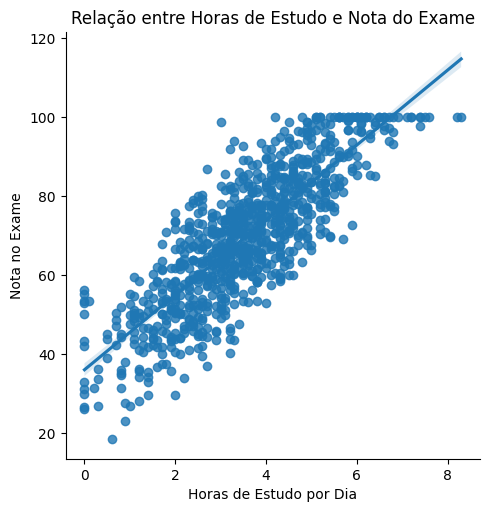 Relação entre Horas de Estudo e Nota do Exame
120
100
80
60
40
20
Nota no Exame
0 2 4 6 8
Horas de Estudo por Dia